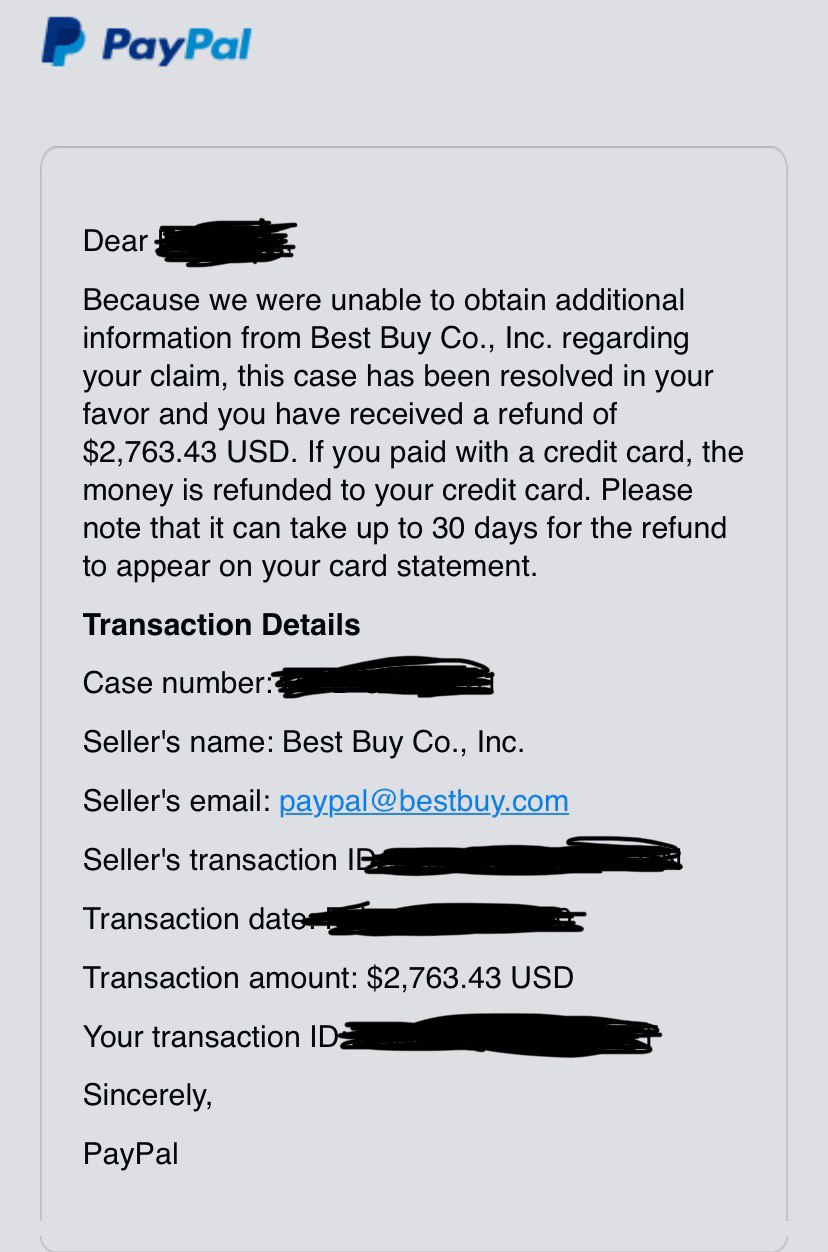 PayPal
Dear
Because we were unable to obtain additional
information from Best Buy Co., Inc. regarding
your claim, this case has been resolved in your
favor and you have received a refund of
$2,763.43 USD. If you paid with a credit card, the
money is refunded to your credit card. Please
note that it can take up to 30 days for the refund
to appear on your card statement.
Transaction Details
Case number:
Seller's name: Best Buy Co., Inc.
Seller's email: paypal@bestbuy.com
Seller's transaction ID
Transaction date:
Transaction amount: $2,763.43 USD
Your transaction ID
Sincerely,
PayPal